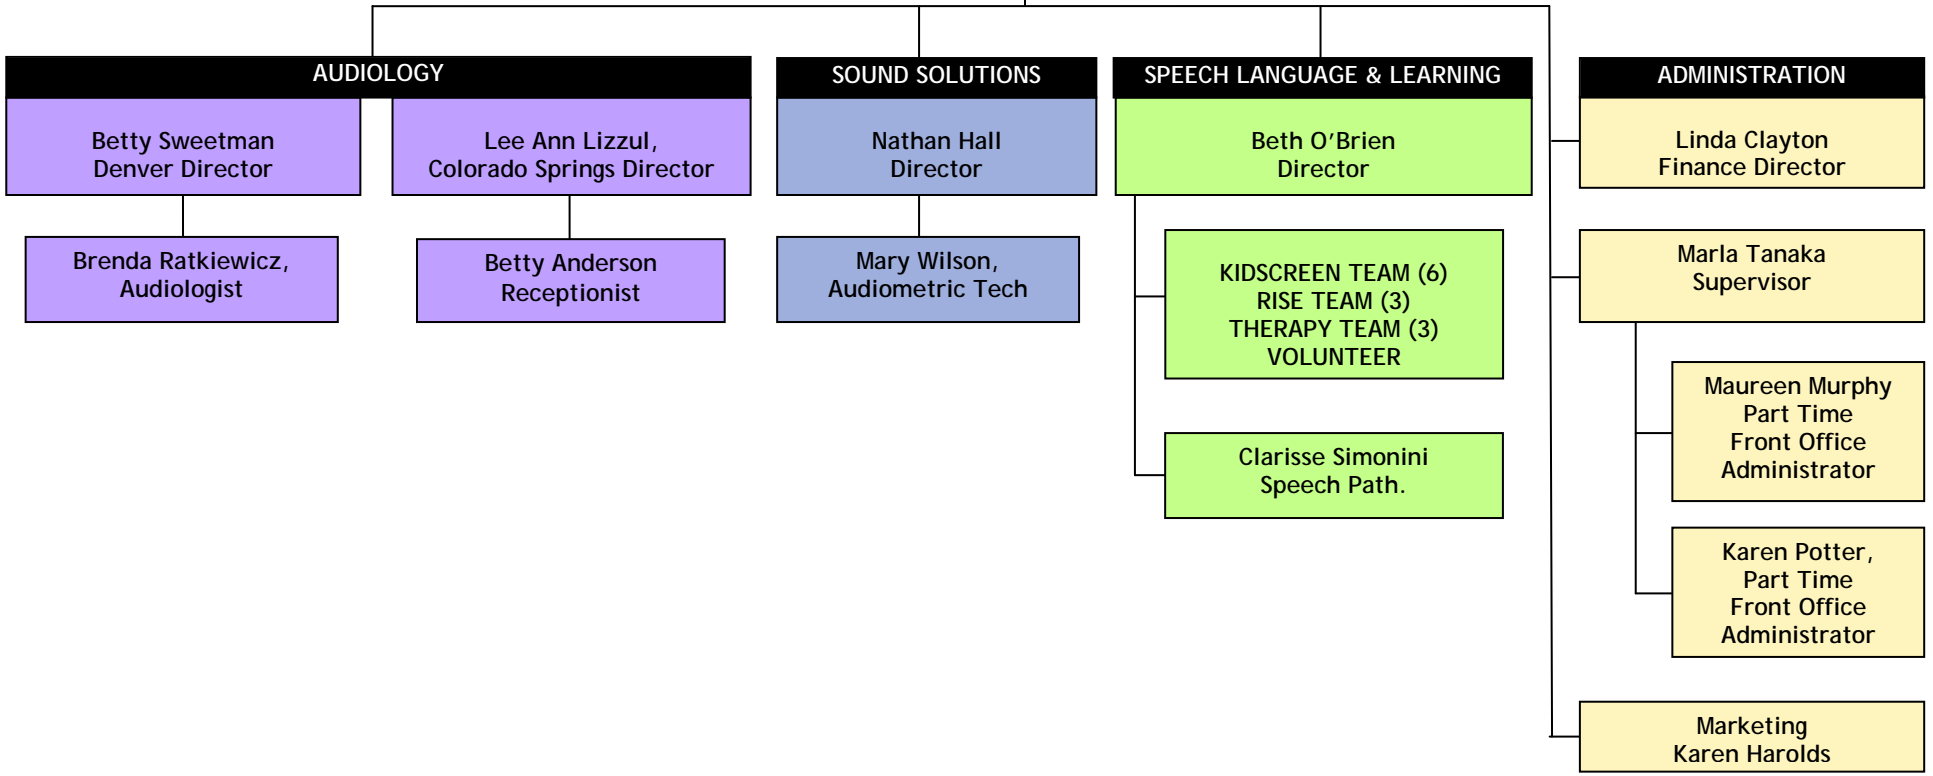 AUDIOLOGY
Betty Sweetman
Denver Director
Lee Ann Lizzul,
Colorado Springs Director
Brenda Ratkiewicz,
Audiologist
Betty Anderson
Receptionist
SOUND SOLUTIONS
Nathan Hall
Director
Mary Wilson,
Audiometric Tech
SPEECH LANGUAGE & LEARNING
Beth O’Brien
Director
KIDSCREEN TEAM (6)
RISE TEAM (3)
THERAPY TEAM (3)
VOLUNTEER
Clarisse Simonini
Speech Path.
ADMINISTRATION
Linda Clayton
Finance Director
Marla Tanaka
Supervisor
Maureen Murphy
Part Time
Front Office
Administrator
Karen Potter,
Part Time
Front Office
Administrator
Marketing
Karen Harolds